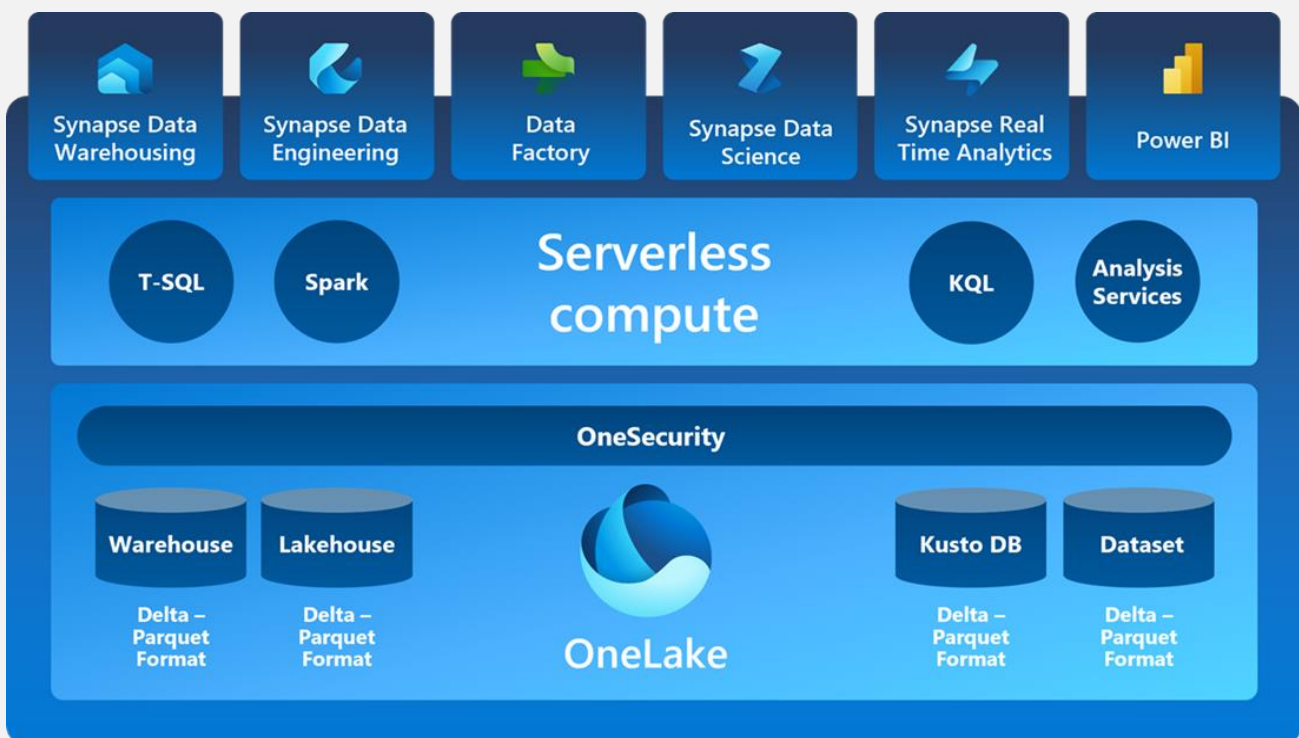 Synapse Data
Warehousing
Synapse Data
Engineering
Data
Factory
Synapse Data
Science
Synapse Real
Time Analytics
Power BI
T-SQL
Spark
Serverless
compute
KQL
Analysis
Services
OneSecurity
Warehouse
Lakehouse
Kusto DB
Dataset
Delta –
Parquet
Format
Delta –
Parquet
Format
OneLake
Delta –
Parquet
Format
Delta –
Parquet
Format